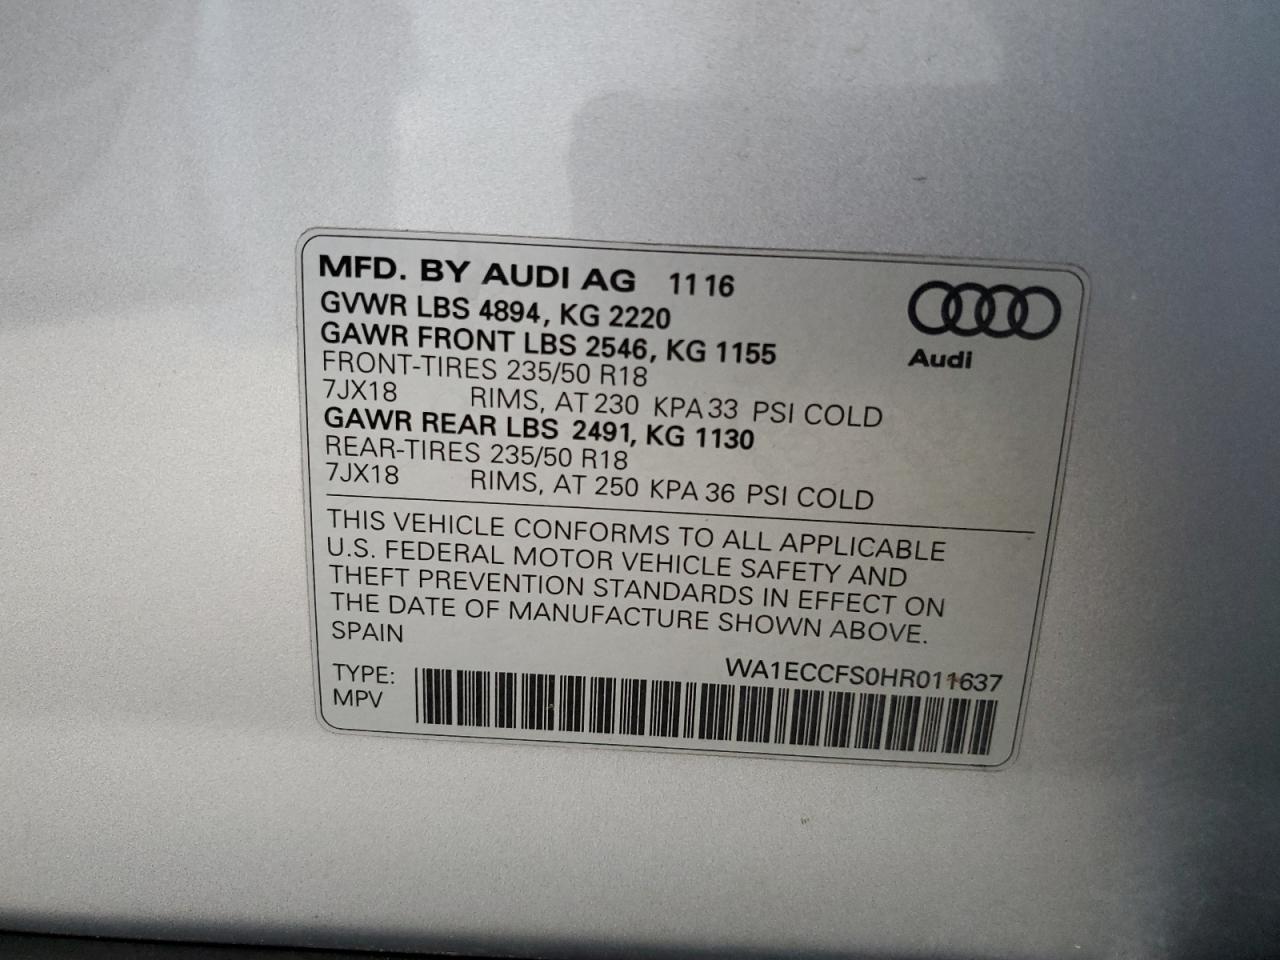 MFD. BY AUDI AG 11 16
GVWR LBS 4894, KG 2220
GAWR FRONT LBS 2546, KG 1155
FRONT-TIRES 235/50 R18
7JX18 RIMS, AT 230 KPA 33 PSI COLD
GAWR REAR LBS 2491, KG 1130
REAR-TIRES 235/50 R18
7JX18 RIMS, AT 250 KPA 36 PSI COLD
Audi
THIS VEHICLE CONFORMS TO ALL APPLICABLE
U.S. FEDERAL MOTOR VEHICLE SAFETY AND
THEFT PREVENTION STANDARDS IN EFFECT ON
THE DATE OF MANUFACTURE SHOWN ABOVE.
SPAIN
WA1ECCFS0HR011637
TYPE:
MPV